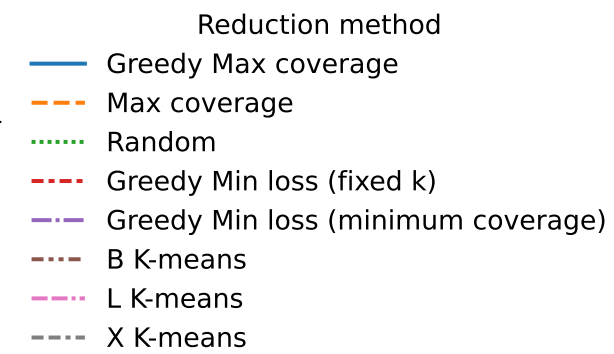 Reduction method
Greedy Max coverage
Max coverage
Random
Greedy Min loss (fixed k)
Greedy Min loss (minimum coverage)
B K-means
L K-means
X K-means